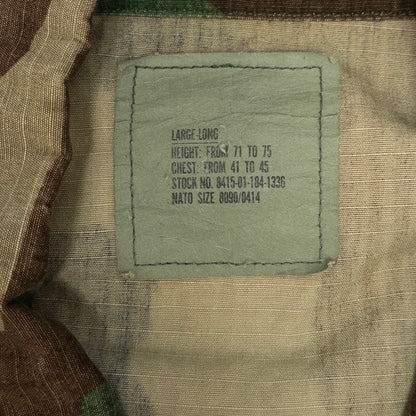 LARGE-LONG
HEIGHT: FROM 71 TO 75
CHEST: FROM 41 TO 45
STOCK NO. 8415-01-184-1336
NATO SIZE 8090/0414